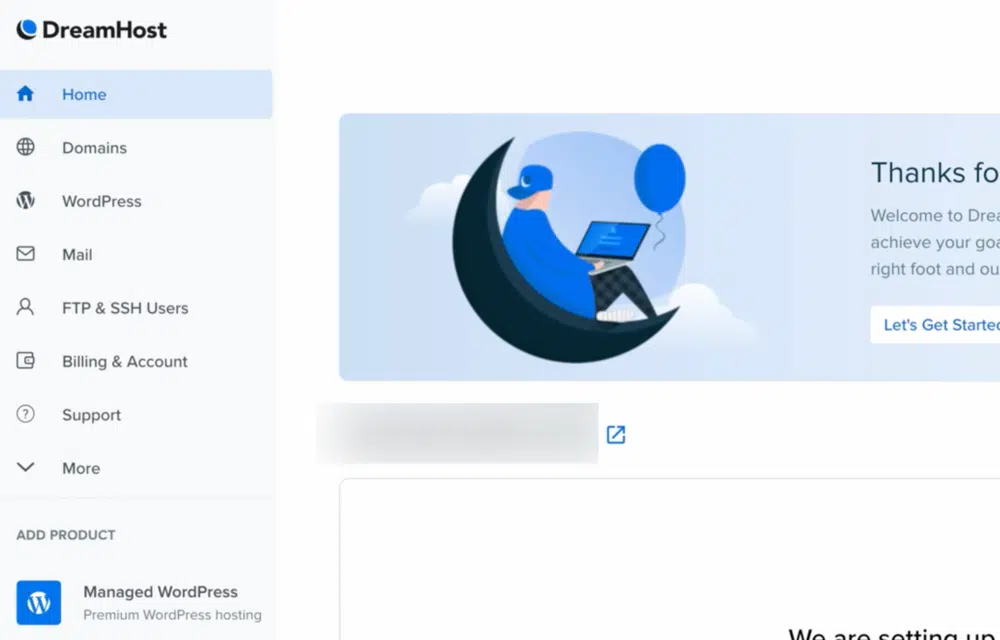 DreamHost
Home
Domains
WordPress
Mail
FTP & SSH Users
Billing & Account
Support
More
ADD PRODUCT
Managed WordPress
Premium WordPress hosting
Thanks fo
Welcome to Drea
achieve your goa
right foot and ou
Let's Get Started
We are setting up